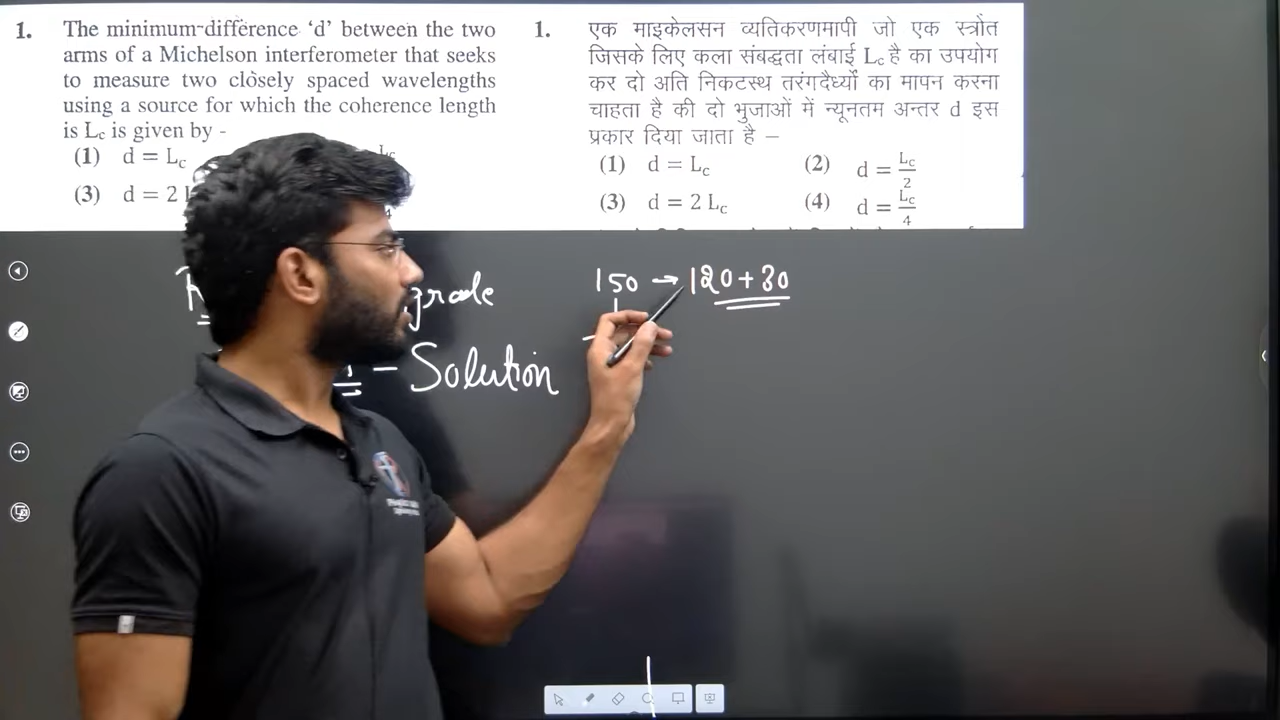 1. The minimum-difference 'd' between the two
arms of a Michelson interferometer that seeks
to measure two closely spaced wavelengths
using a source for which the coherence length
is Lc is given by -
(1) d = Lc
(3) d = 2
1. एक माइकेलसन व्यतिकरणमापी जो एक स्त्रौत
जिसके लिए कला संबद्धता लंबाई Lc है का उपयोग
कर दो अति निकटस्थ तरंगदैर्ध्यों का मापन करना
चाहता है की दो भुजाओं में न्यूनतम अन्तर d इस
प्रकार दिया जाता है –
(1) d = Lc (2) d = Lc/2
(3) d = 2 Lc (4) d = Lc/4
grade 150 → 120+30
- Solution